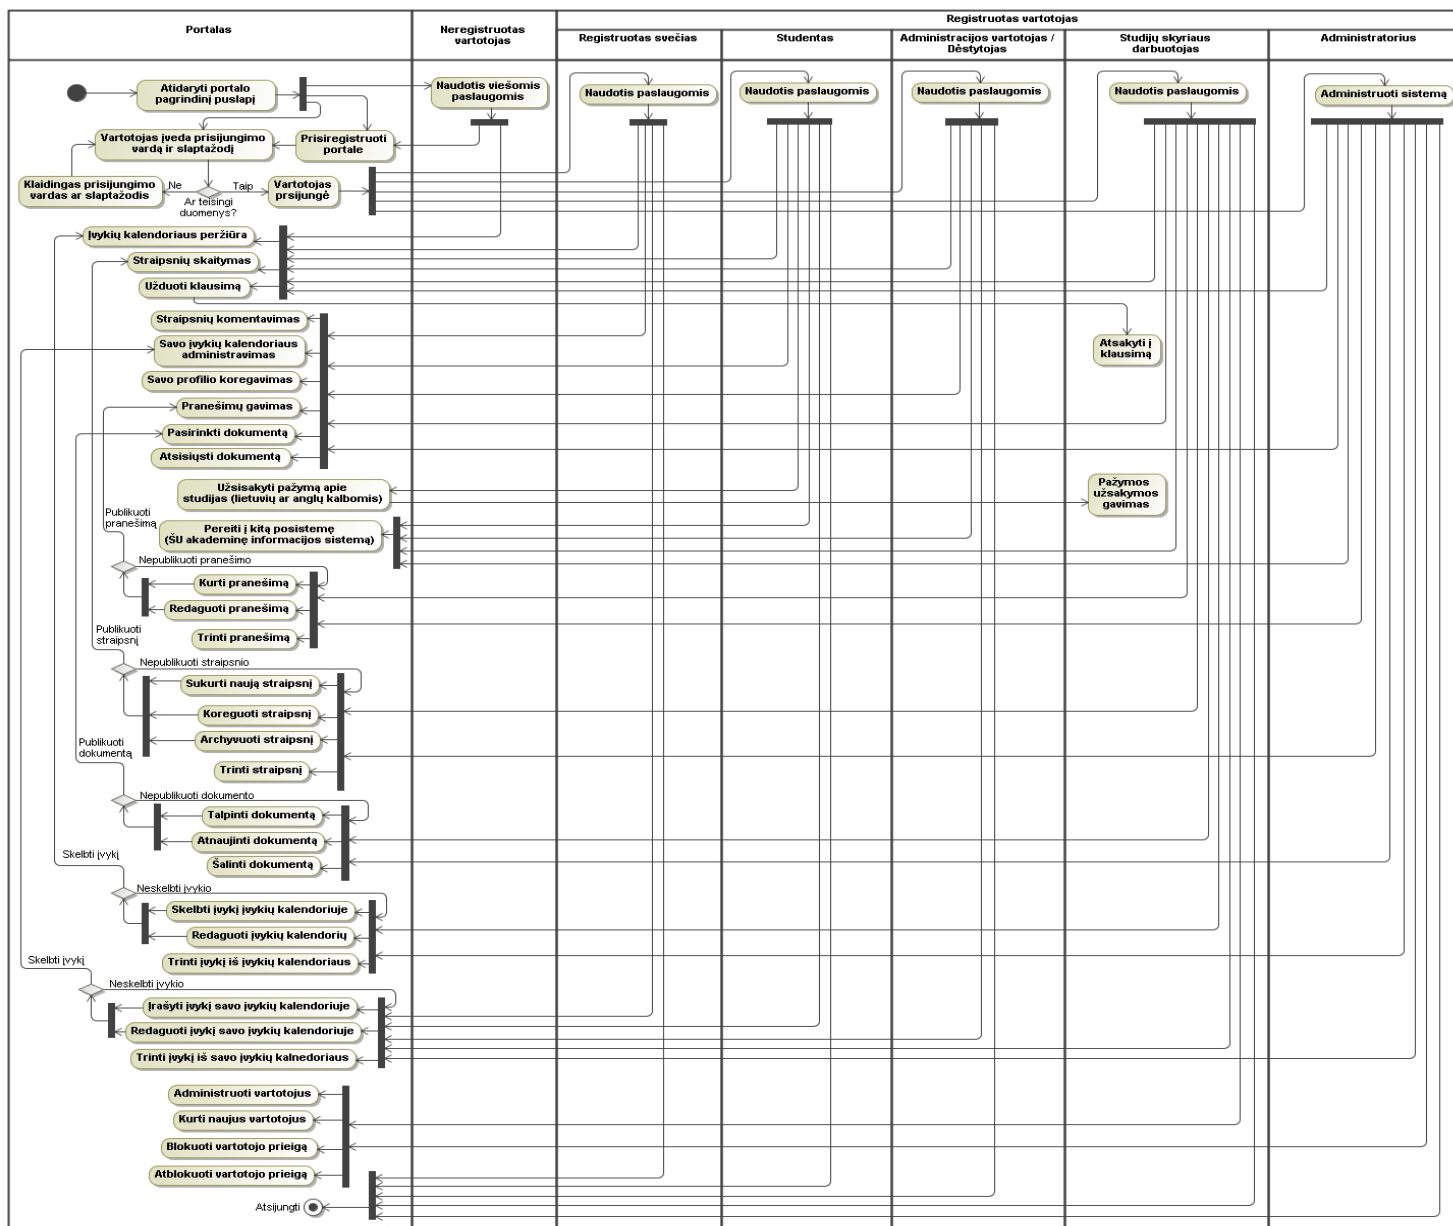 Portalas
Neregistruotas
vartotojas
Registruotas vartotojas
Registruotas svečias
Studentas
Administracijos vartotojas /
Dėstytojas
Studijų skyriaus
darbuotojas
Administratorius
Atidaryti portalo
pagrindinį puslapį
Naudotis viešomis
paslaugomis
Naudotis paslaugomis
Naudotis paslaugomis
Naudotis paslaugomis
Naudotis paslaugomis
Administruoti sistemą
Vartotojas įveda prisijungimo
vardą ir slaptažodį
Prisiregistruoti
portale
Klaidingas prisijungimo
vardas ar slaptažodis
Ne
Taip
Vartotojas
prsijungė
Ar teisingi
duomenys?
Įvykių kalendoriaus peržiūra
Straipsnių skaitymas
Užduoti klausimą
Straipsnių komentavimas
Savo įvykių kalendoriaus
administravimas
Atsakyti į
klausimą
Savo profilio koregavimas
Pranešimų gavimas
Pasirinkti dokumentą
Atsisiųsti dokumentą
Užsisakyti pažymą apie
studijas (lietuvių ar anglų kalbomis)
Pažymos
užsakymos
gavimas
Publikuoti
pranešimą
Pereiti į kitą posistemę
(ŠU akademinę informacijos sistemą)
Nepublikuoti pranešimo
Kurti pranešimą
Redaguoti pranešimą
Publikuoti
straipsnį
Trinti pranešimą
Nepublikuoti straipsnio
Sukurti naują straipsnį
Koreguoti straipsnį
Archyvuoti straipsnį
Publikuoti
dokumentą
Trinti straipsnį
Nepublikuoti dokumento
Talpinti dokumentą
Atnaujinti dokumentą
Skelbti įvykį
Šalinti dokumentą
Neskelbti įvykio
Skelbti įvykį įvykių kalendoriuje
Redaguoti įvykių kalendorių
Skelbti įvykį
Trinti įvykį iš įvykių kalendoriaus
Neskelbti įvykio
Įrašyti įvykį savo įvykių kalendoriuje
Redaguoti įvykį savo įvykių kalendoriuje
Trinti įvykį iš savo įvykių kalnedoriaus
Administruoti vartotojus
Kurti naujus vartotojus
Blokuoti vartotojo prieigą
Atblokuoti vartotojo prieigą
Atsijungti